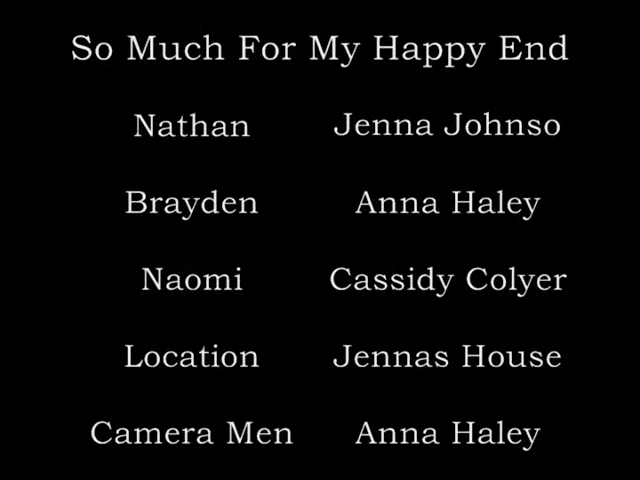 So Much For My Happy End
Nathan Jenna Johnso
Brayden Anna Haley
Naomi Cassidy Colyer
Location Jennas House
Camera Men Anna Haley